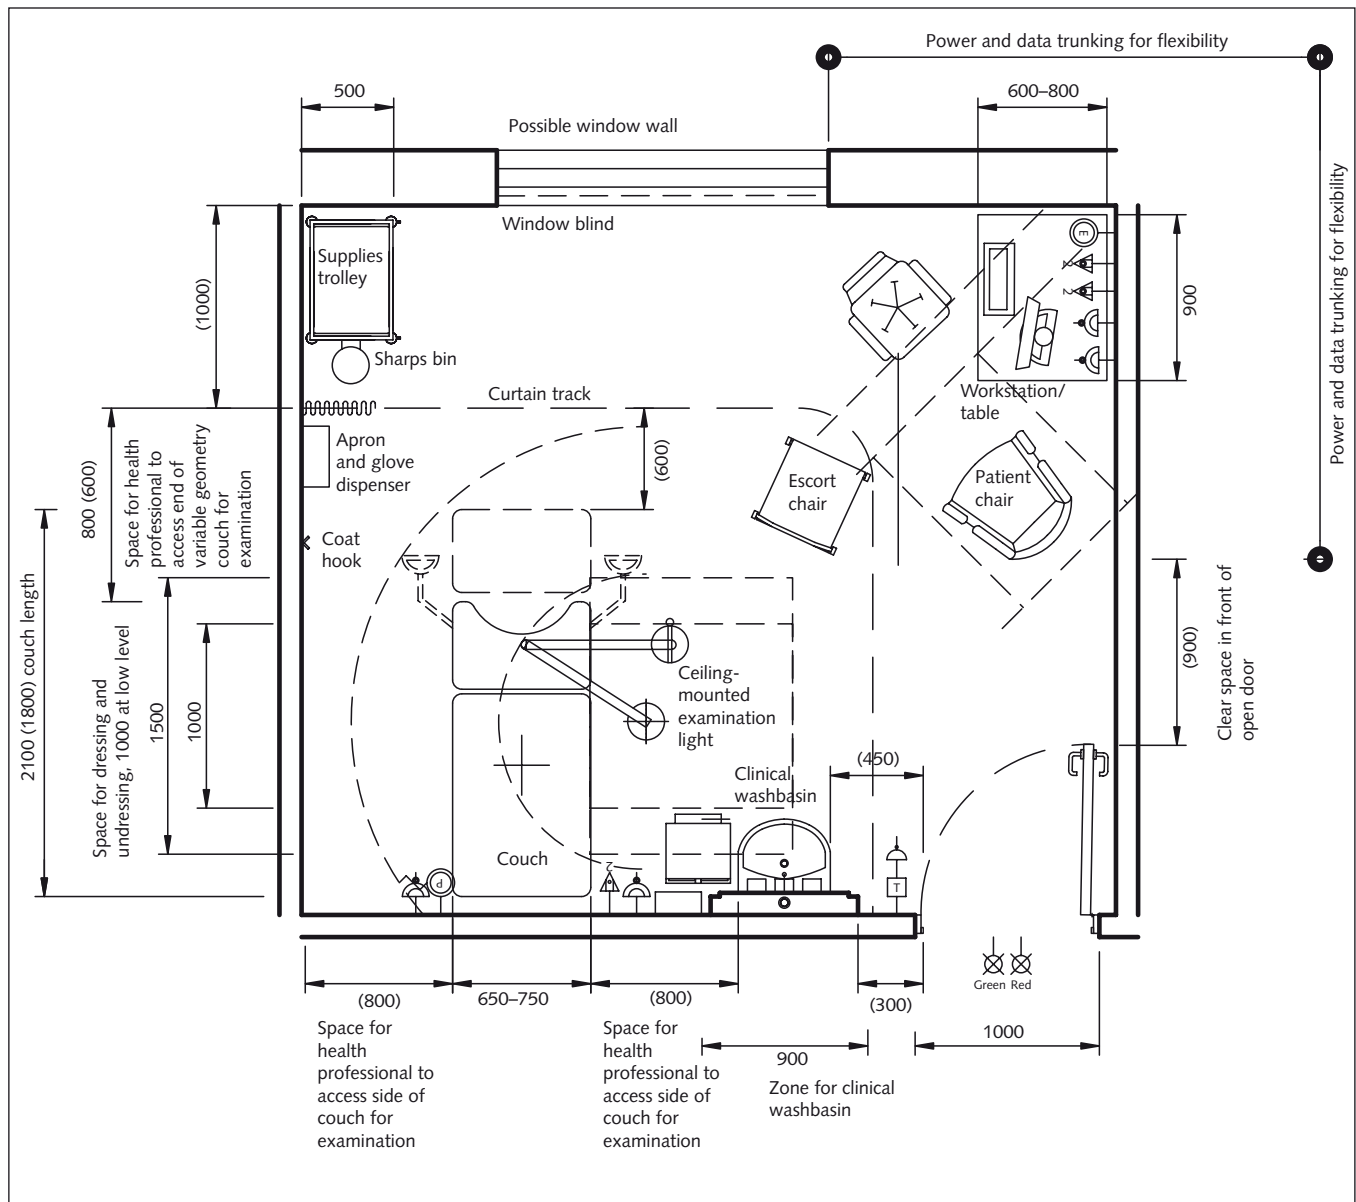 Power and data trunking for flexibility
500
600–800
Possible window wall
Power and data trunking for flexibility
Window blind
Supplies
trolley
E
2
2
(1000)
900
Sharps bin
Workstation/
table
Curtain track
800 (600)
Space for health
professional to
access end of
variable geometry
couch for
examination
Apron
and glove
dispenser
(600)
Escort
chair
Patient
chair
Coat
hook
2100 (1800) couch length
Space for dressing and
undressing, 1000 at low level
1500
1000
Ceiling-
mounted
examination
light
(900)
Clear space in front of
open door
(450)
Clinical
washbasin
Couch
P
2
T
Green
Red
(800)
650–750
(800)
(300)
1000
900
Space for
health
professional to
access side of
couch for
examination
Space for
health
professional to
access side of
couch for
examination
Zone for clinical
washbasin